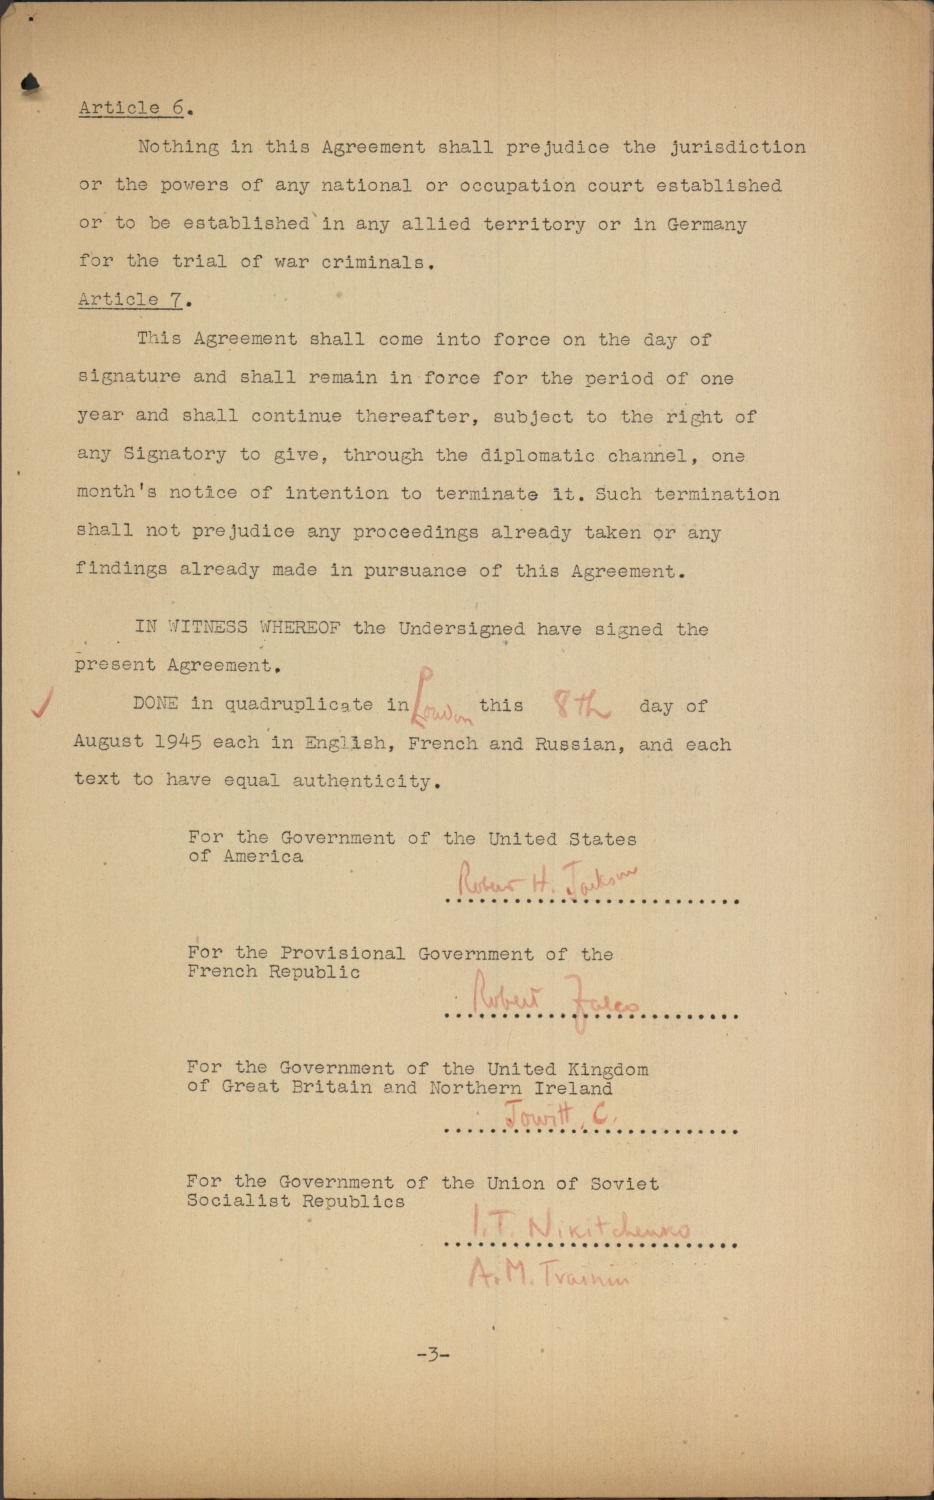 Article 6.
Nothing in this Agreement shall prejudice the jurisdiction
or the powers of any national or occupation court established
or to be established in any allied territory or in Germany
for the trial of war criminals.
Article 7.
This Agreement shall come into force on the day of
signature and shall remain in force for the period of one
year and shall continue thereafter, subject to the right of
any Signatory to give, through the diplomatic channel, one
month's notice of intention to terminate it. Such termination
shall not prejudice any proceedings already taken or any
findings already made in pursuance of this Agreement.
IN WITNESS WHEREOF the Undersigned have signed the
present Agreement.
DONE in quadruplicate in London this 8th day of
August 1945 each in English, French and Russian, and each
text to have equal authenticity.
For the Government of the United States
of America
Robert H. Jackson
For the Provisional Government of the
French Republic
Robert Falco
For the Government of the United Kingdom
of Great Britain and Northern Ireland
Jowitt, C.
For the Government of the Union of Soviet
Socialist Republics
I.T. Nikitchenko
A.M. Trainin
-3-